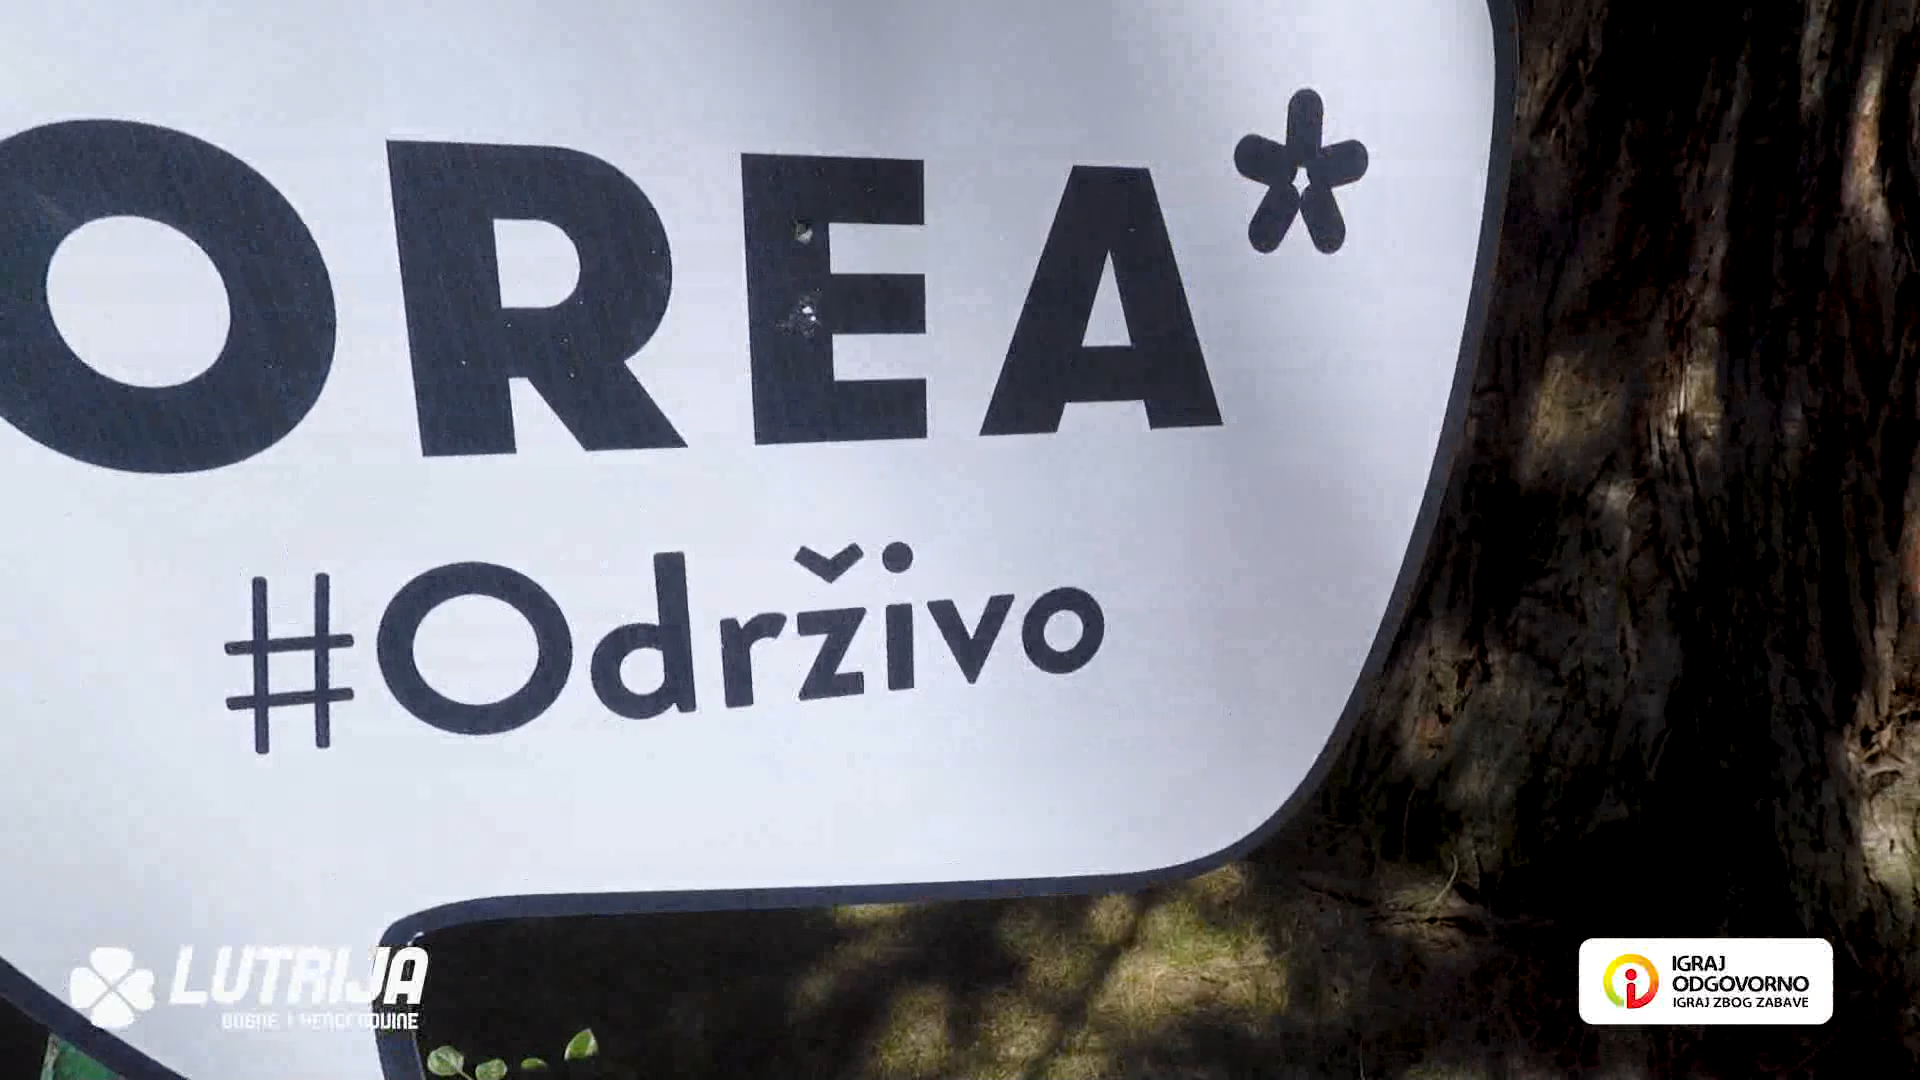 OREA*
#Održivo
LUTRIJA
BOSNE I HERCEGOVINE
IGRAJ
ODGOVORNO
IGRAJ ZBOG ZABAVE